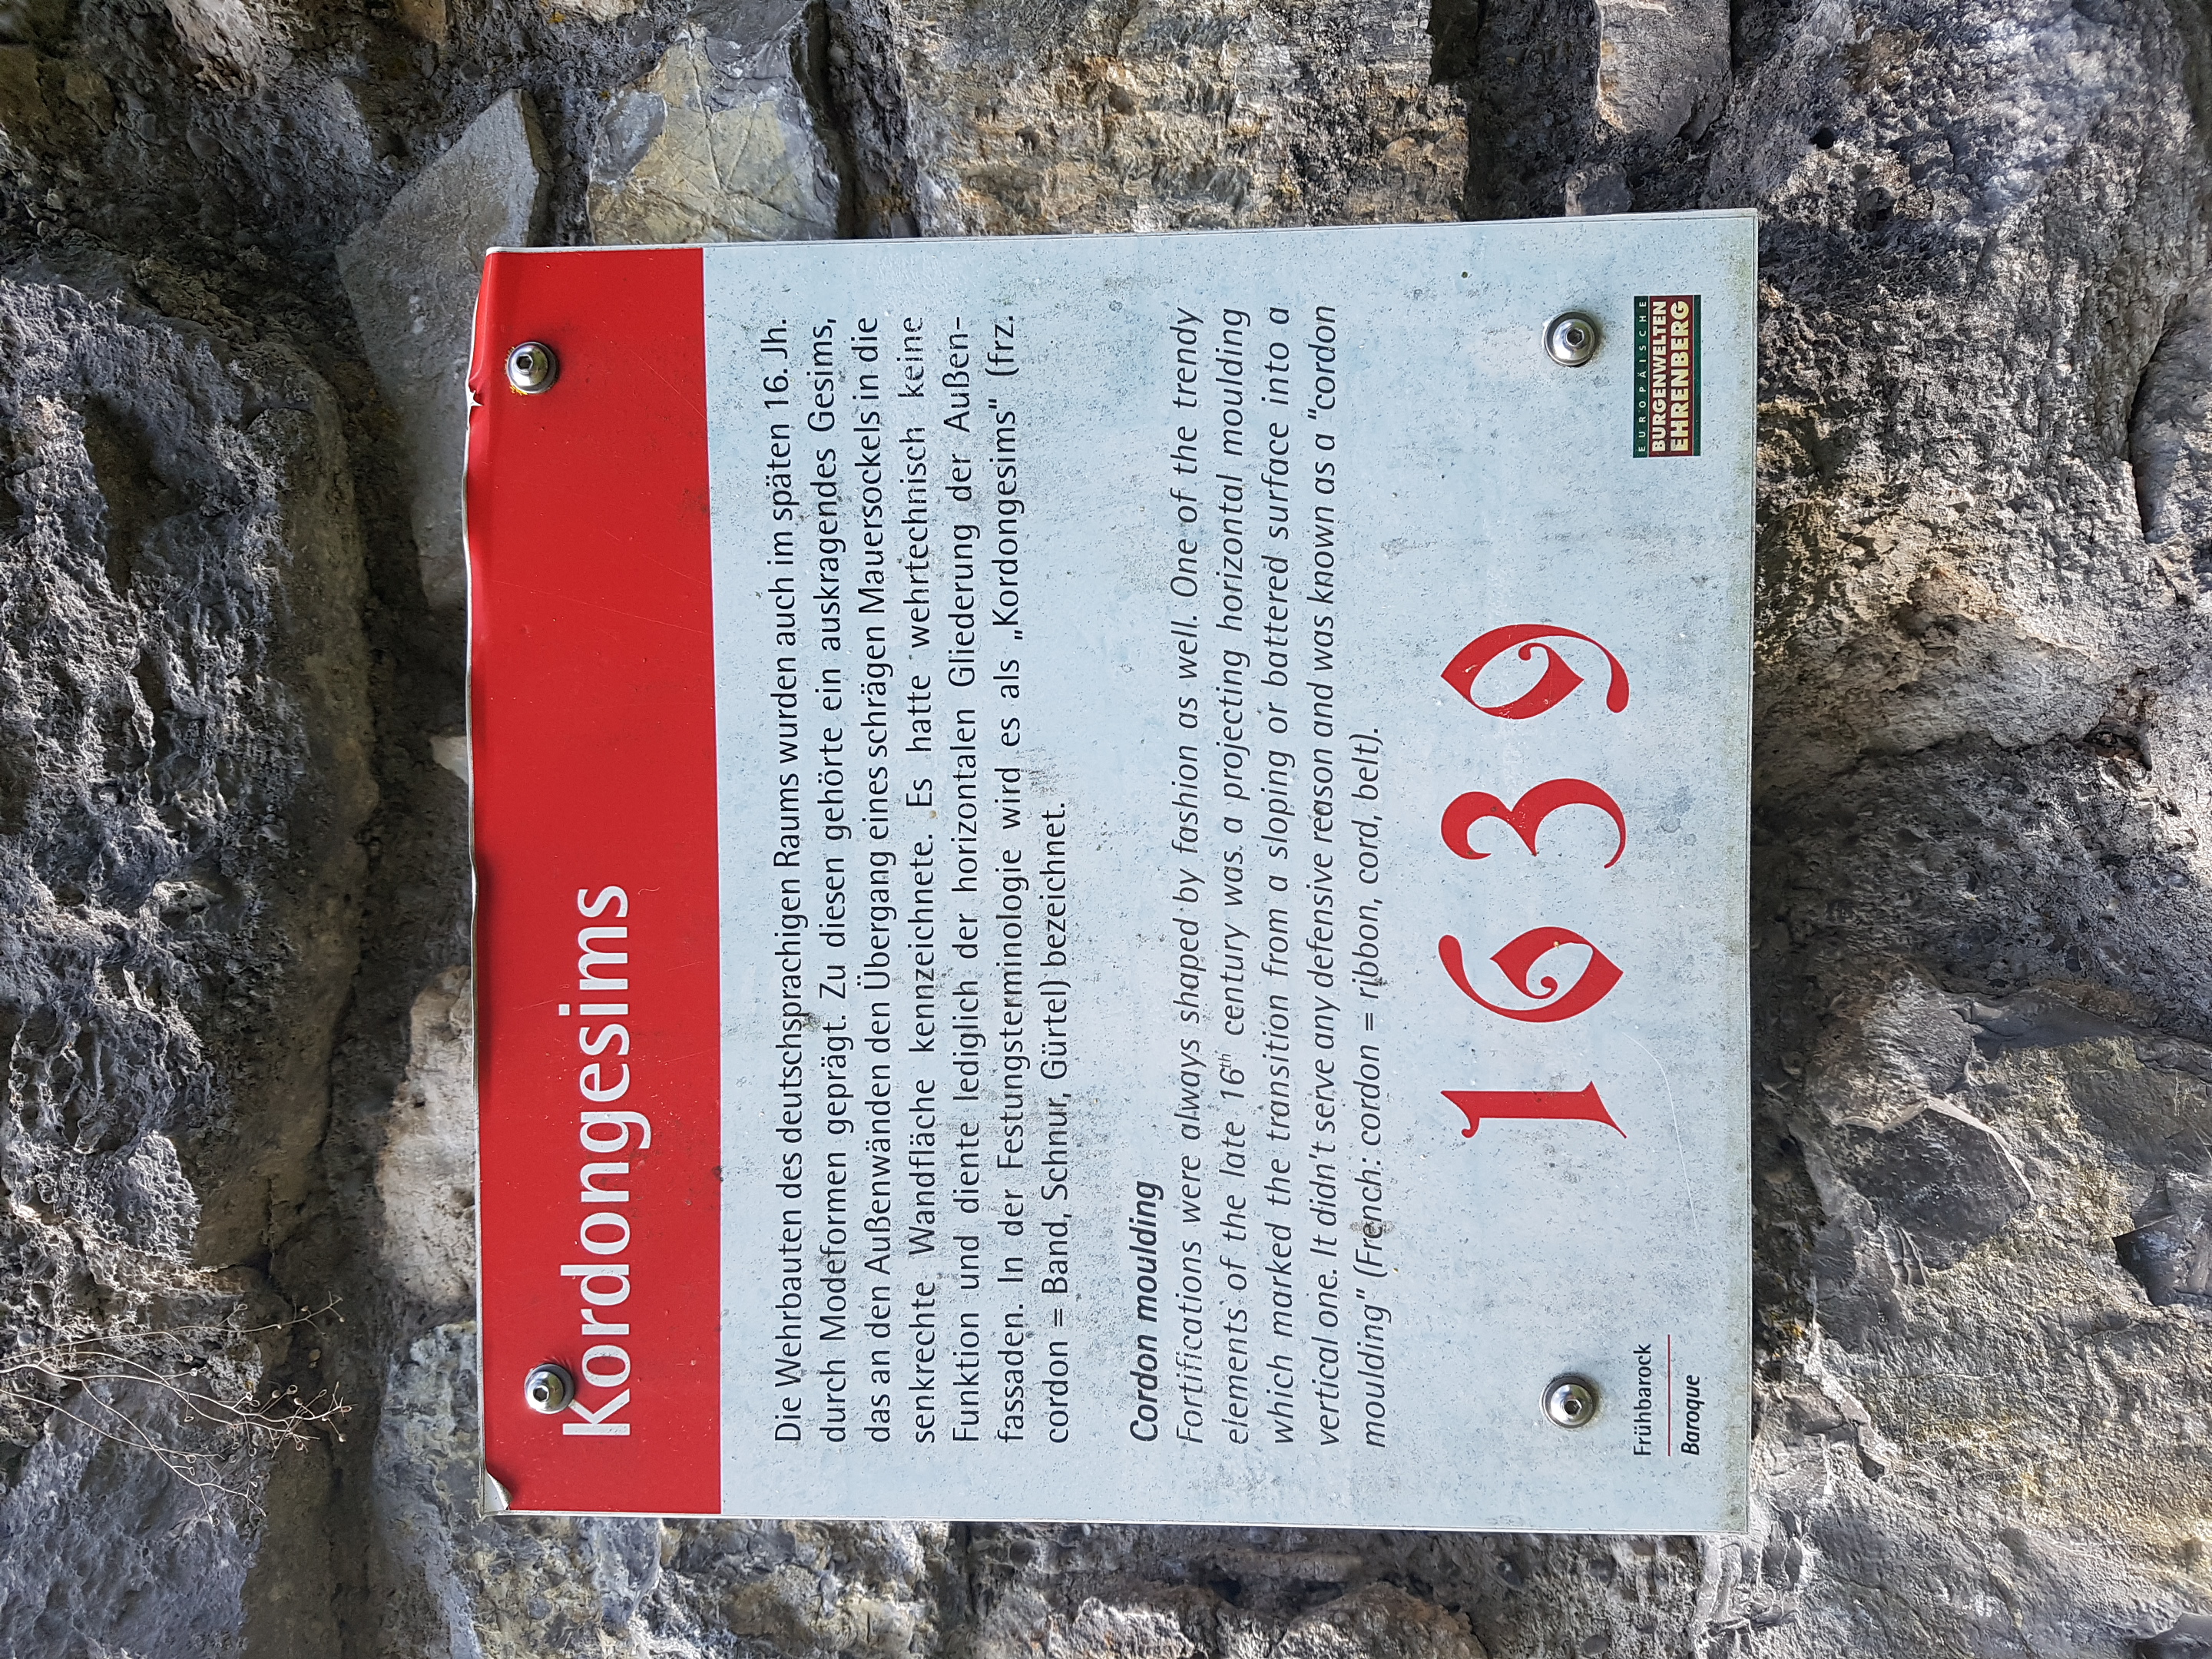 Kordongesims
Die Wehrbauten des deutschsprachigen Raums wurden auch im späten 16. Jh.
durch Modeformen geprägt. Zu diesen gehörte ein auskragendes Gesims,
das an den Außenwänden den Übergang eines schrägen Mauersockels in die
senkrechte Wandfläche kennzeichnete. Es hatte wehrtechnisch keine
Funktion und diente lediglich der horizontalen Gliederung der Außen-
fassaden. In der Festungsterminologie wird es als „Kordongesims" (frz.
cordon = Band, Schnur, Gürtel) bezeichnet.
Cordon moulding
Fortifications were always shaped by fashion as well. One of the trendy
elements of the late 16th century was a projecting horizontal moulding
which marked the transition from a sloping or battered surface into a
vertical one. It didn't serve any defensive reason and was known as a "cordon
moulding" (French: cordon = ribbon, cord, belt).
1639
Frühbarock
Baroque
EUROPÄISCHE
BURGENWELTEN
EHRENBERG